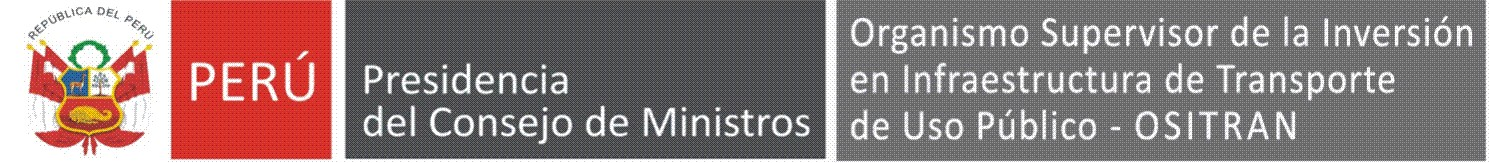 REPÚBLICA DEL PERÚ
PERÚ
Presidencia
del Consejo de Ministros
Organismo Supervisor de la Inversión
en Infraestructura de Transporte
de Uso Público - OSITRAN